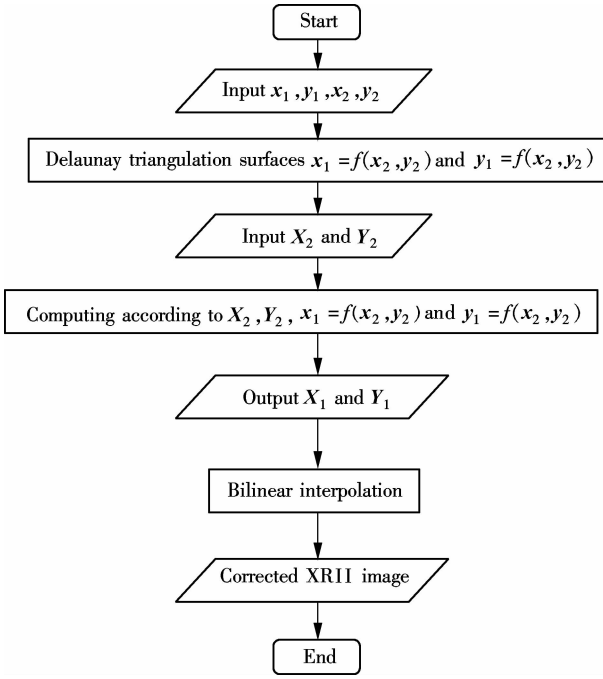 Start
Input x₁,y₁,x₂,y₂
Delaunay triangulation surfaces x₁=f(x₂,y₂) and y₁=f(x₂,y₂)
Input X₂ and Y₂
Computing according to X₂,Y₂, x₁=f(x₂,y₂) and y₁=f(x₂,y₂)
Output X₁ and Y₁
Bilinear interpolation
Corrected XRII image
End